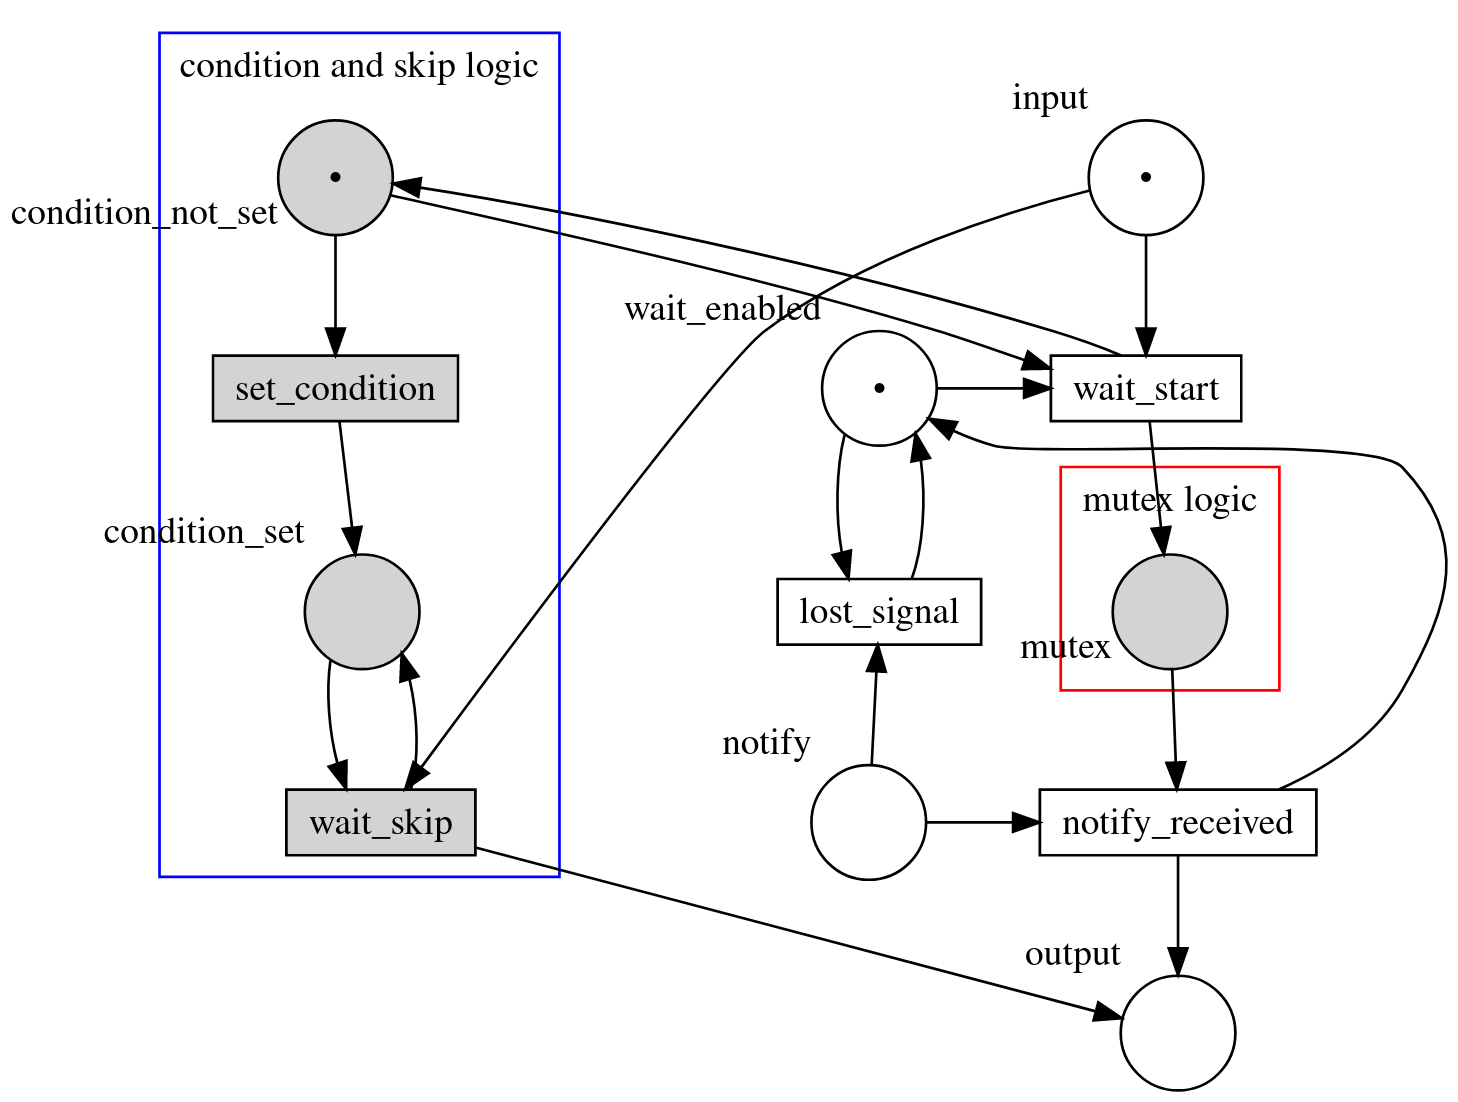 condition and skip logic
input
condition_not_set
wait_enabled
set_condition
wait_start
mutex logic
condition_set
lost_signal
mutex
notify
wait_skip
notify_received
output